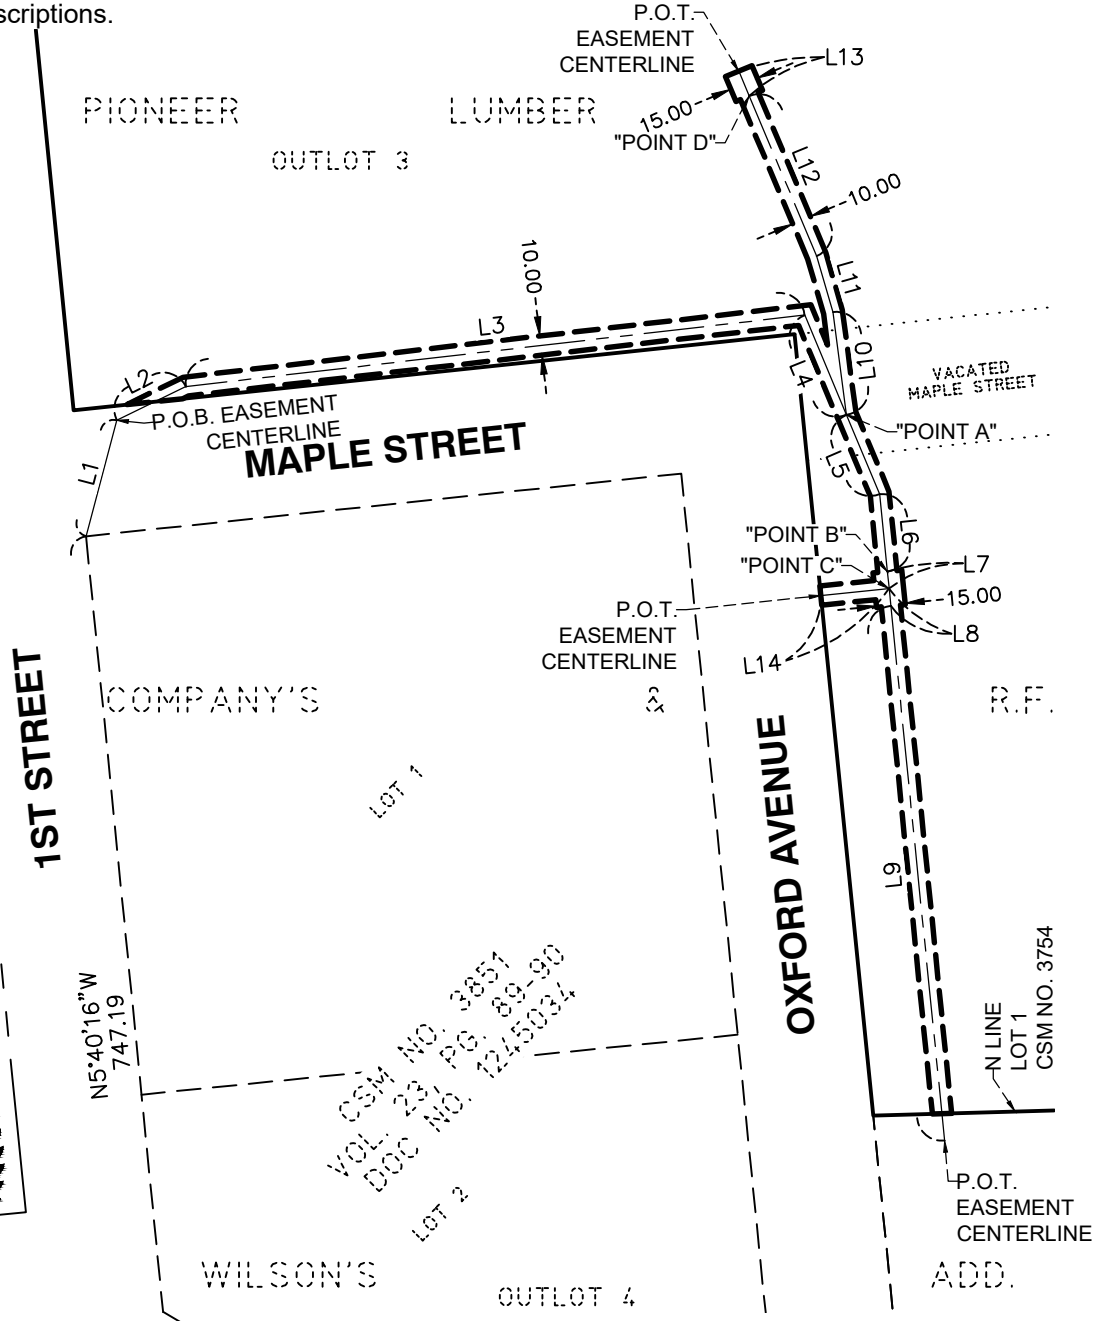 scriptions.
P.O.T.
EASEMENT
CENTERLINE
L13
PIONEER LUMBER
15.00
"POINT D"
OUTLOT 3
L12
10.00
L11
10.00
L3
L10
L2
L4
VACATED
MAPLE STREET
P.O.B. EASEMENT
CENTERLINE
"POINT A"
MAPLE STREET
L1
L5
"POINT B"
L6
"POINT C"
L7
15.00
P.O.T.
EASEMENT
CENTERLINE
L8
L14
1ST STREET
COMPANY'S & R.F.
LOT 1
OXFORD AVENUE
L9
N5°40'16"W
747.19
CSM NO. 3851
VOL. 23, PG. 89-90
DOC NO. 1245034
N LINE
LOT 1
CSM NO. 3754
LOT 2
P.O.T.
EASEMENT
CENTERLINE
WILSON'S ADD.
OUTLOT 4